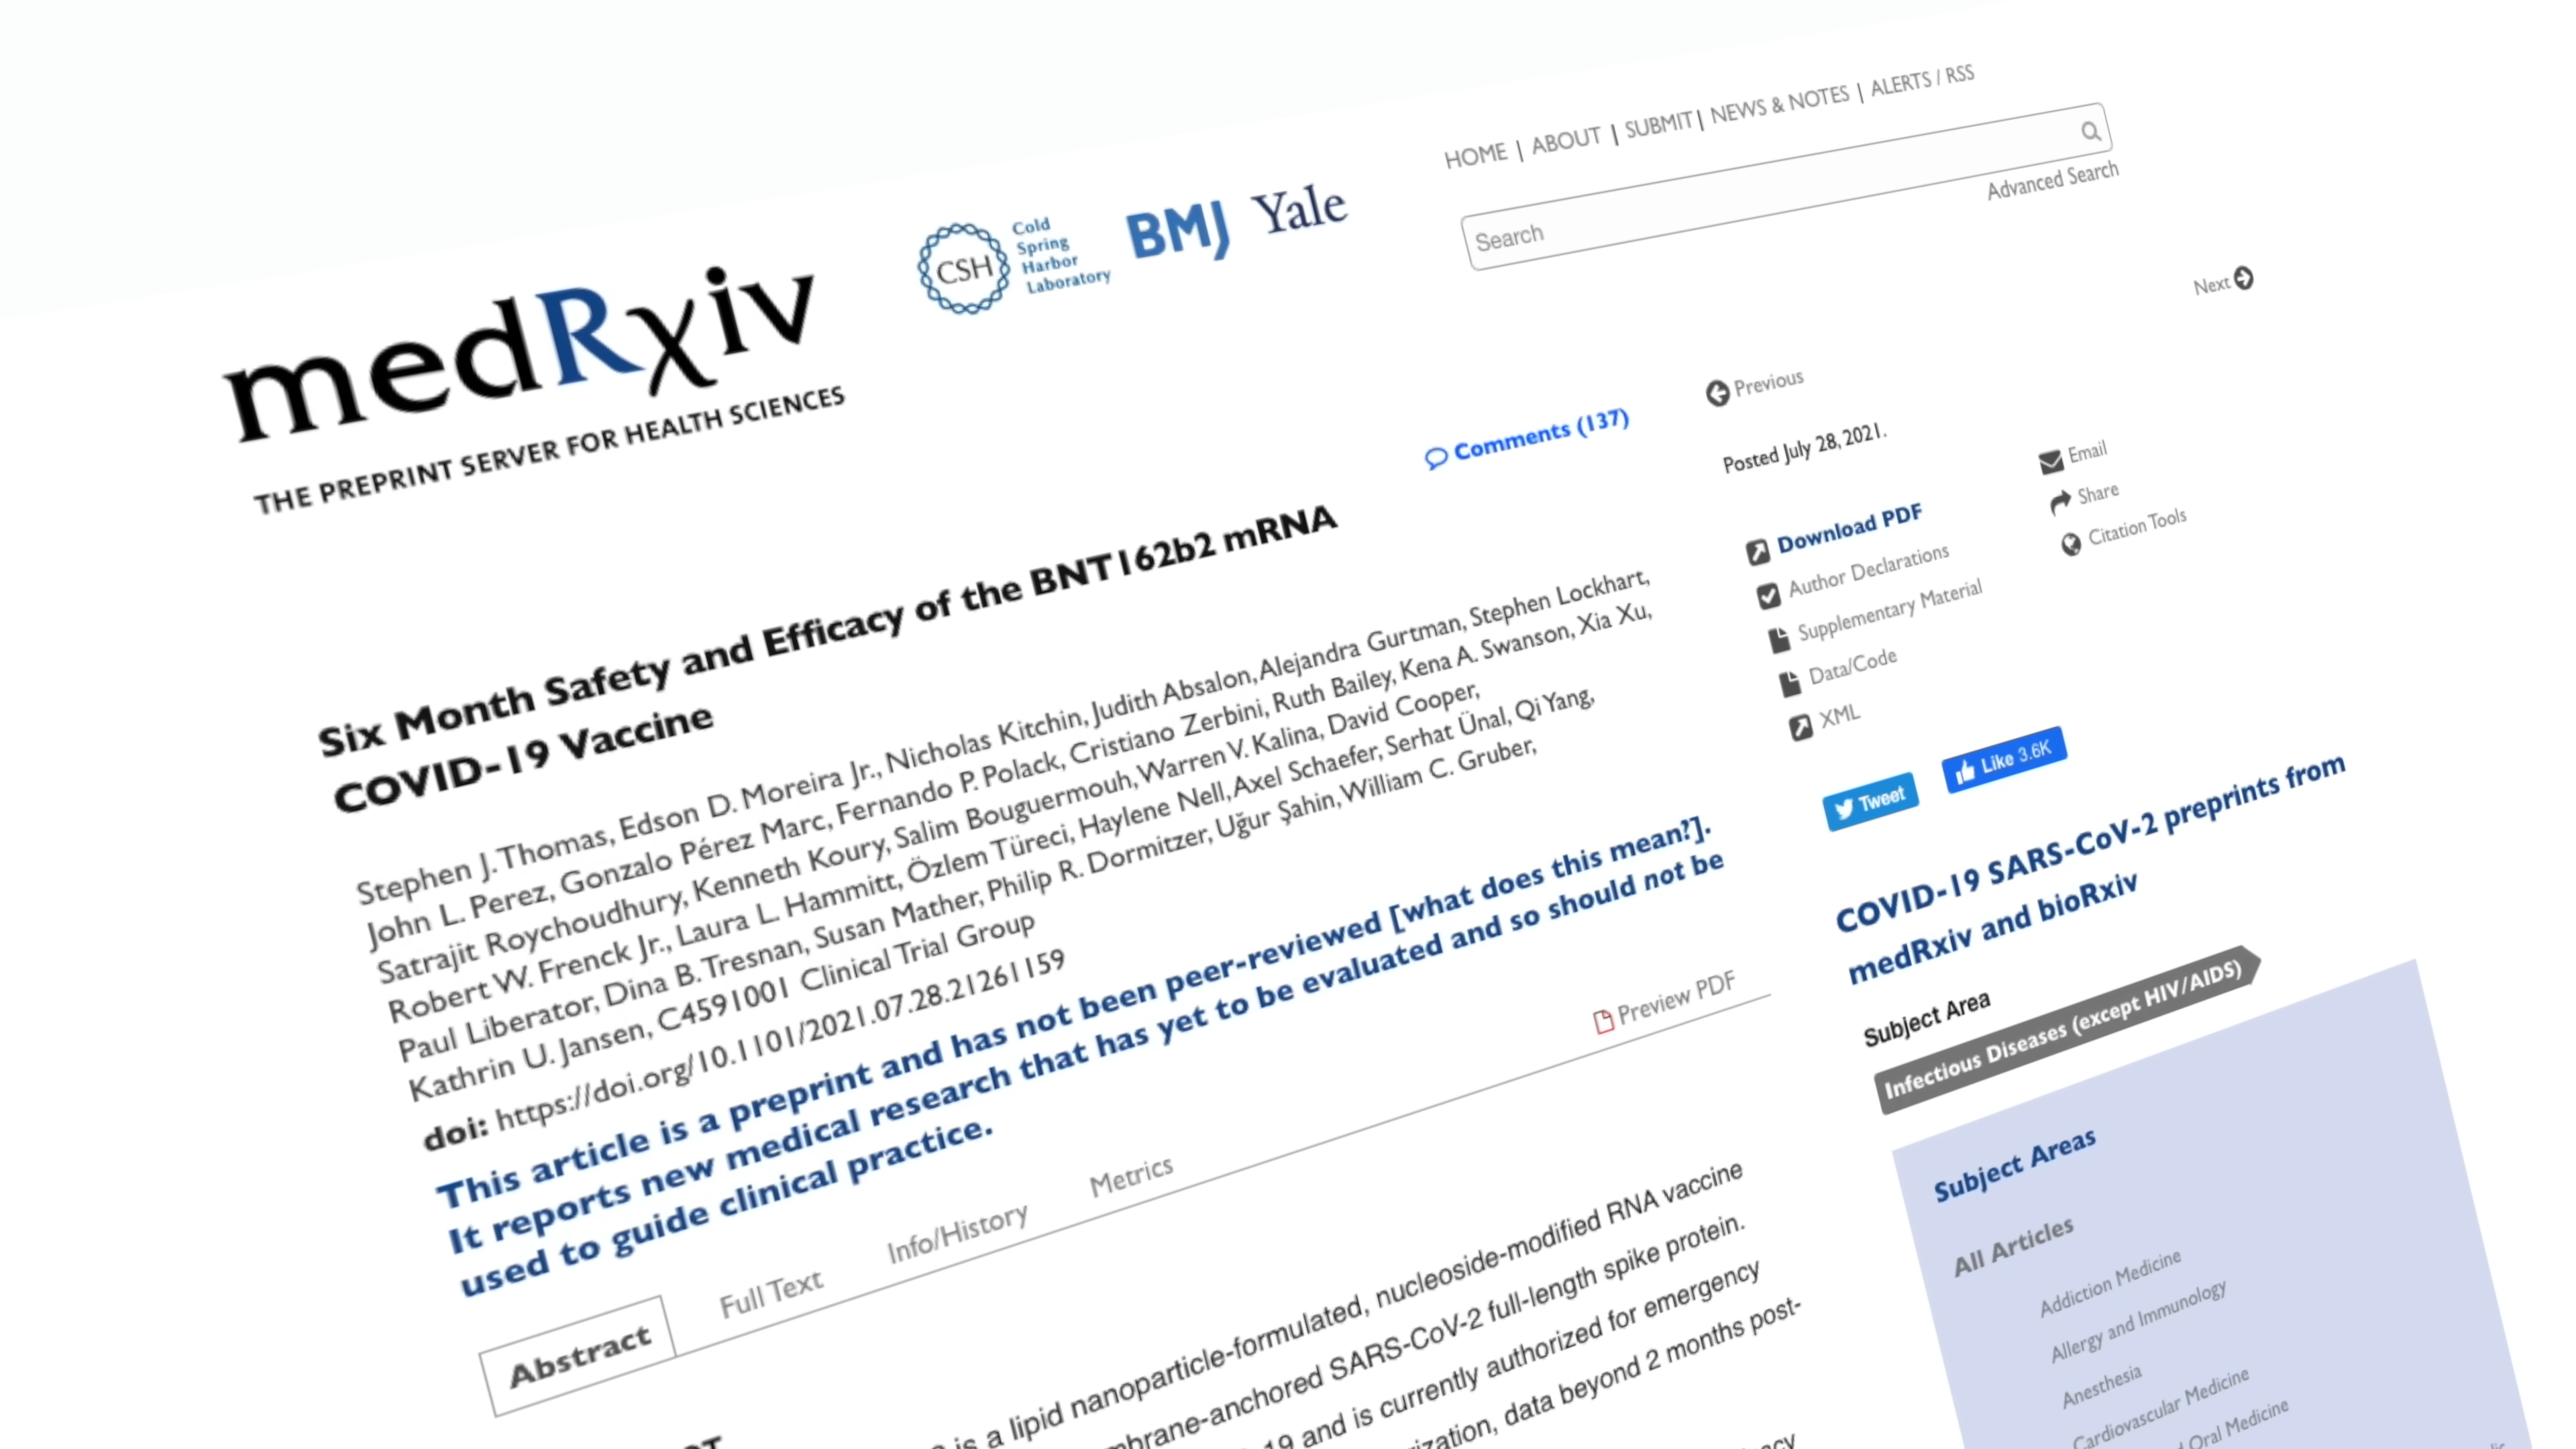 HOME | ABOUT | SUBMIT | NEWS & NOTES | ALERTS / RSS
CSH
Cold
Spring
Harbor
Laboratory
BMJ
Yale
Search
Advanced Search
medRxiv
THE PREPRINT SERVER FOR HEALTH SCIENCES
Comments (137)
Previous
Next
Posted July 28, 2021.
Six Month Safety and Efficacy of the BNT162b2 mRNA
COVID-19 Vaccine
Stephen J. Thomas, Edson D. Moreira Jr., Nicholas Kitchin, Judith Absalon, Alejandra Gurtman, Stephen Lockhart,
John L. Perez, Gonzalo Pérez Marc, Fernando P. Polack, Cristiano Zerbini, Ruth Bailey, Kena A. Swanson, Xia Xu,
Satrajit Roychoudhury, Kenneth Koury, Salim Bouguermouh, Warren V. Kalina, David Cooper,
Robert W. Frenck Jr., Laura L. Hammitt, Özlem Türeci, Haylene Nell, Axel Schaefer, Serhat Ünal, Qi Yang,
Paul Liberator, Dina B. Tresnan, Susan Mather, Philip R. Dormitzer, Uğur Şahin, William C. Gruber,
Kathrin U. Jansen, C4591001 Clinical Trial Group
doi: https://doi.org/10.1101/2021.07.28.21261159
This article is a preprint and has not been peer-reviewed [what does this mean?].
It reports new medical research that has yet to be evaluated and so should not be
used to guide clinical practice.
Abstract
Full Text
Info/History
Metrics
Preview PDF
is a lipid nanoparticle-formulated, nucleoside-modified RNA vaccine
mbrane-anchored SARS-CoV-2 full-length spike protein.
19 and is currently authorized for emergency
rization, data beyond 2 months post-
Download PDF
Author Declarations
Supplementary Material
Data/Code
XML
Email
Share
Citation Tools
Tweet
Like 3.6K
COVID-19 SARS-CoV-2 preprints from
medRxiv and bioRxiv
Subject Area
Infectious Diseases (except HIV/AIDS)
Subject Areas
All Articles
Addiction Medicine
Allergy and Immunology
Anesthesia
Cardiovascular Medicine
Oral Medicine